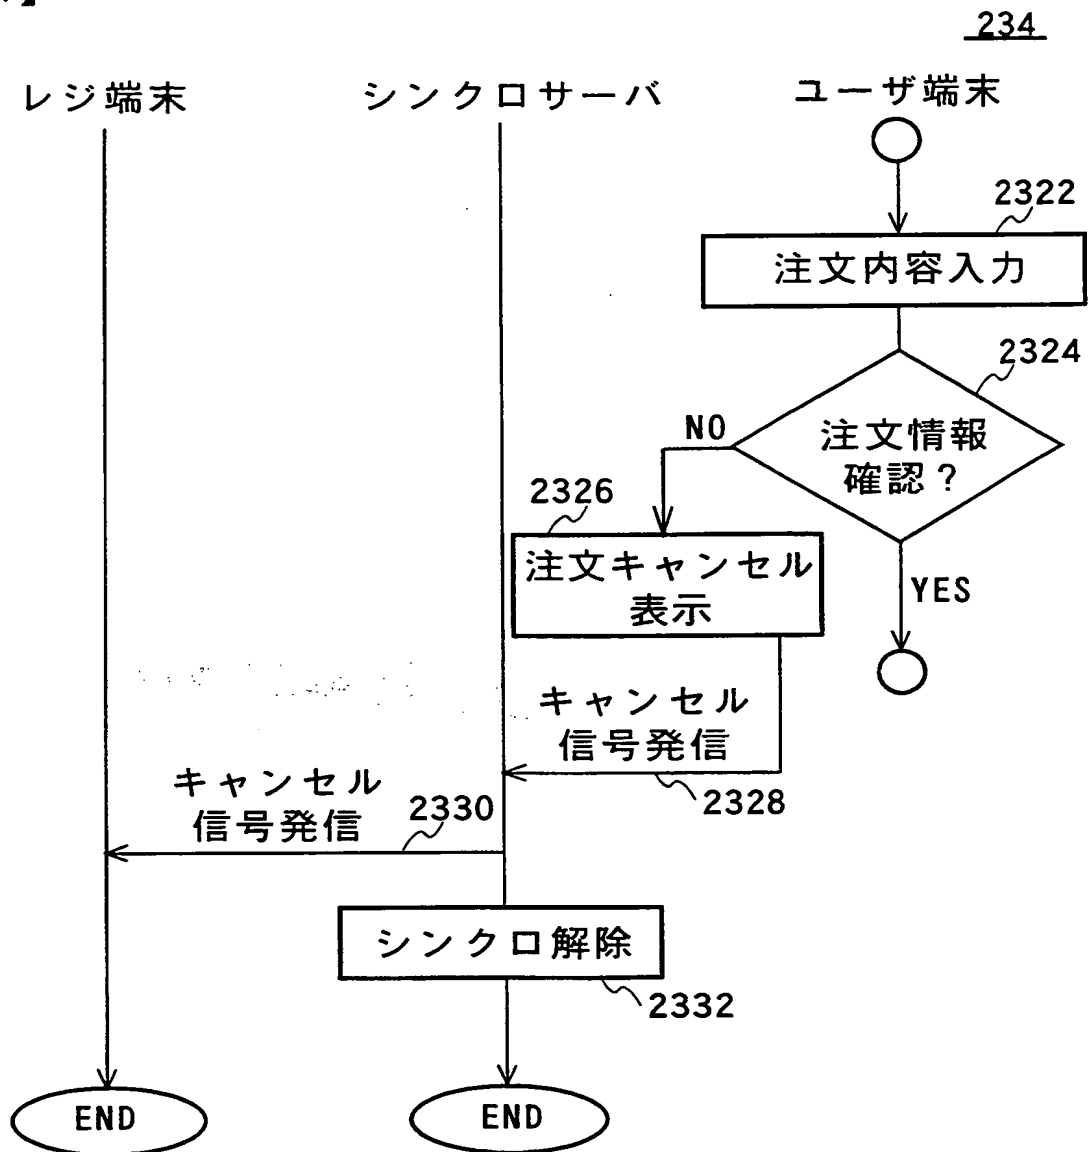 234
レジ端末
シンクロサーバ
ユーザ端末
2322
注文内容入力
2324
注文情報
確認?
NO
YES
2326
注文キャンセル
表示
キャンセル
信号発信
2328
キャンセル
信号発信
2330
シンクロ解除
2332
END
END